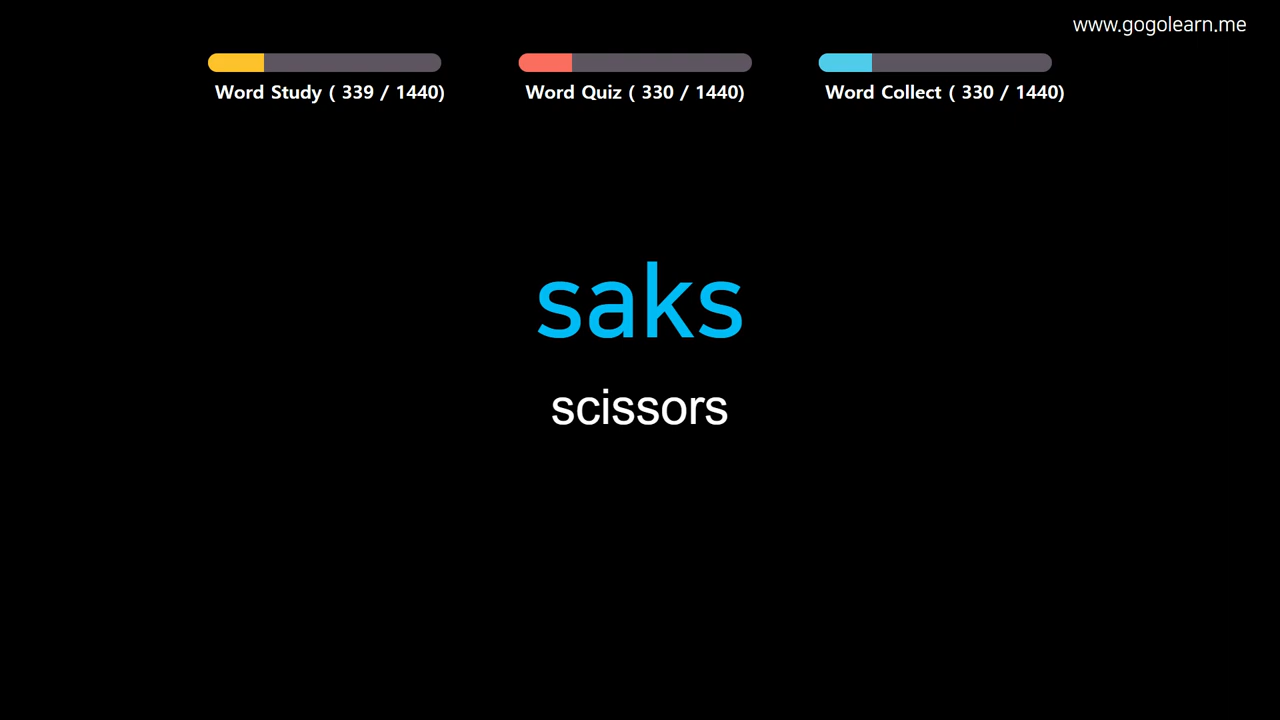 www.gogolearn.me
Word Study ( 339 / 1440)
Word Quiz ( 330 / 1440)
Word Collect ( 330 / 1440)
saks
scissors